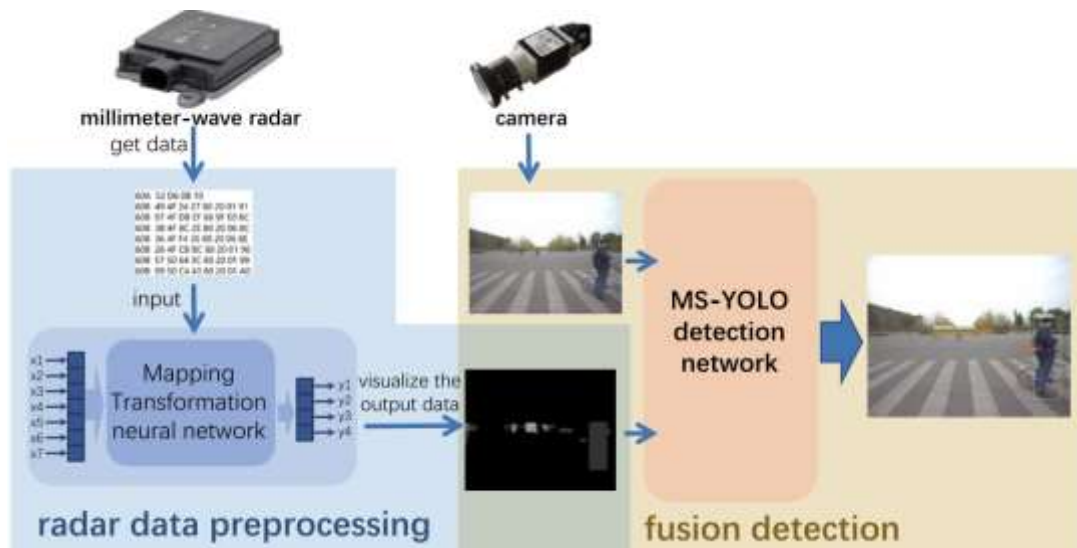 millimeter-wave radar
camera
get data
input
x1
x2
x3
x4
x5
x6
x7
Mapping
Transformation
neural network
y1
y2
y3
y4
visualize the
output data
MS-YOLO
detection
network
radar data preprocessing
fusion detection